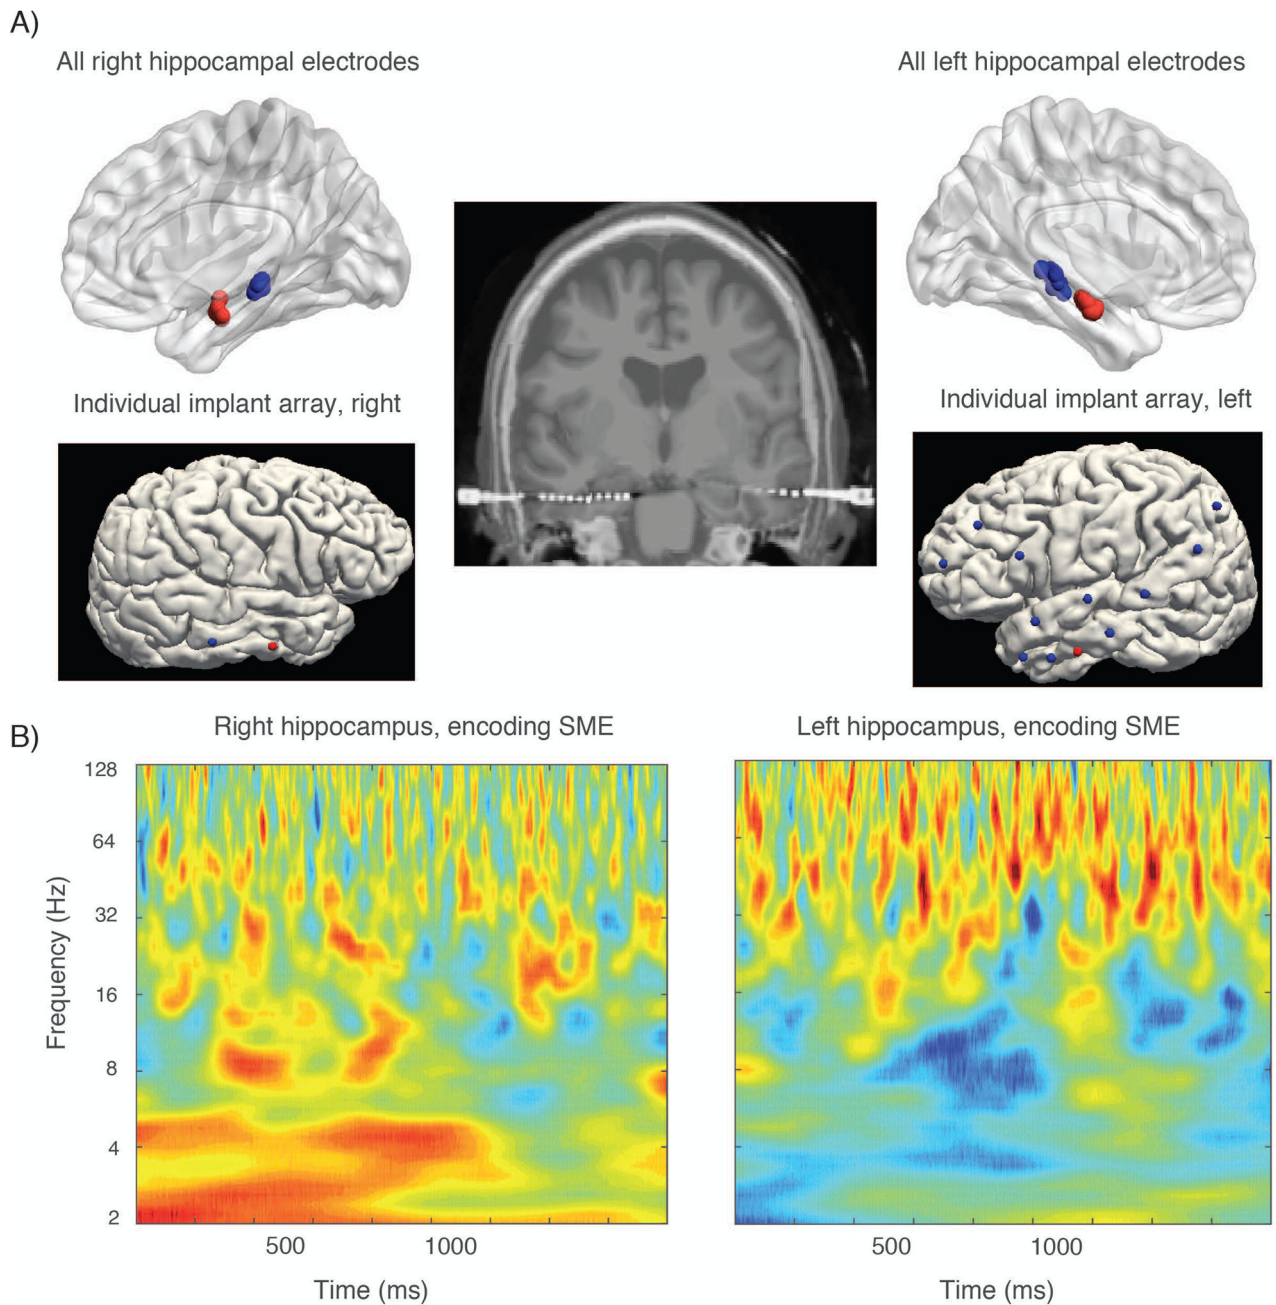 A)
All right hippocampal electrodes
All left hippocampal electrodes
Individual implant array, right
Individual implant array, left
B)
Right hippocampus, encoding SME
Left hippocampus, encoding SME
128
64
32
16
8
4
2
Frequency (Hz)
500 1000
500 1000
Time (ms)
Time (ms)